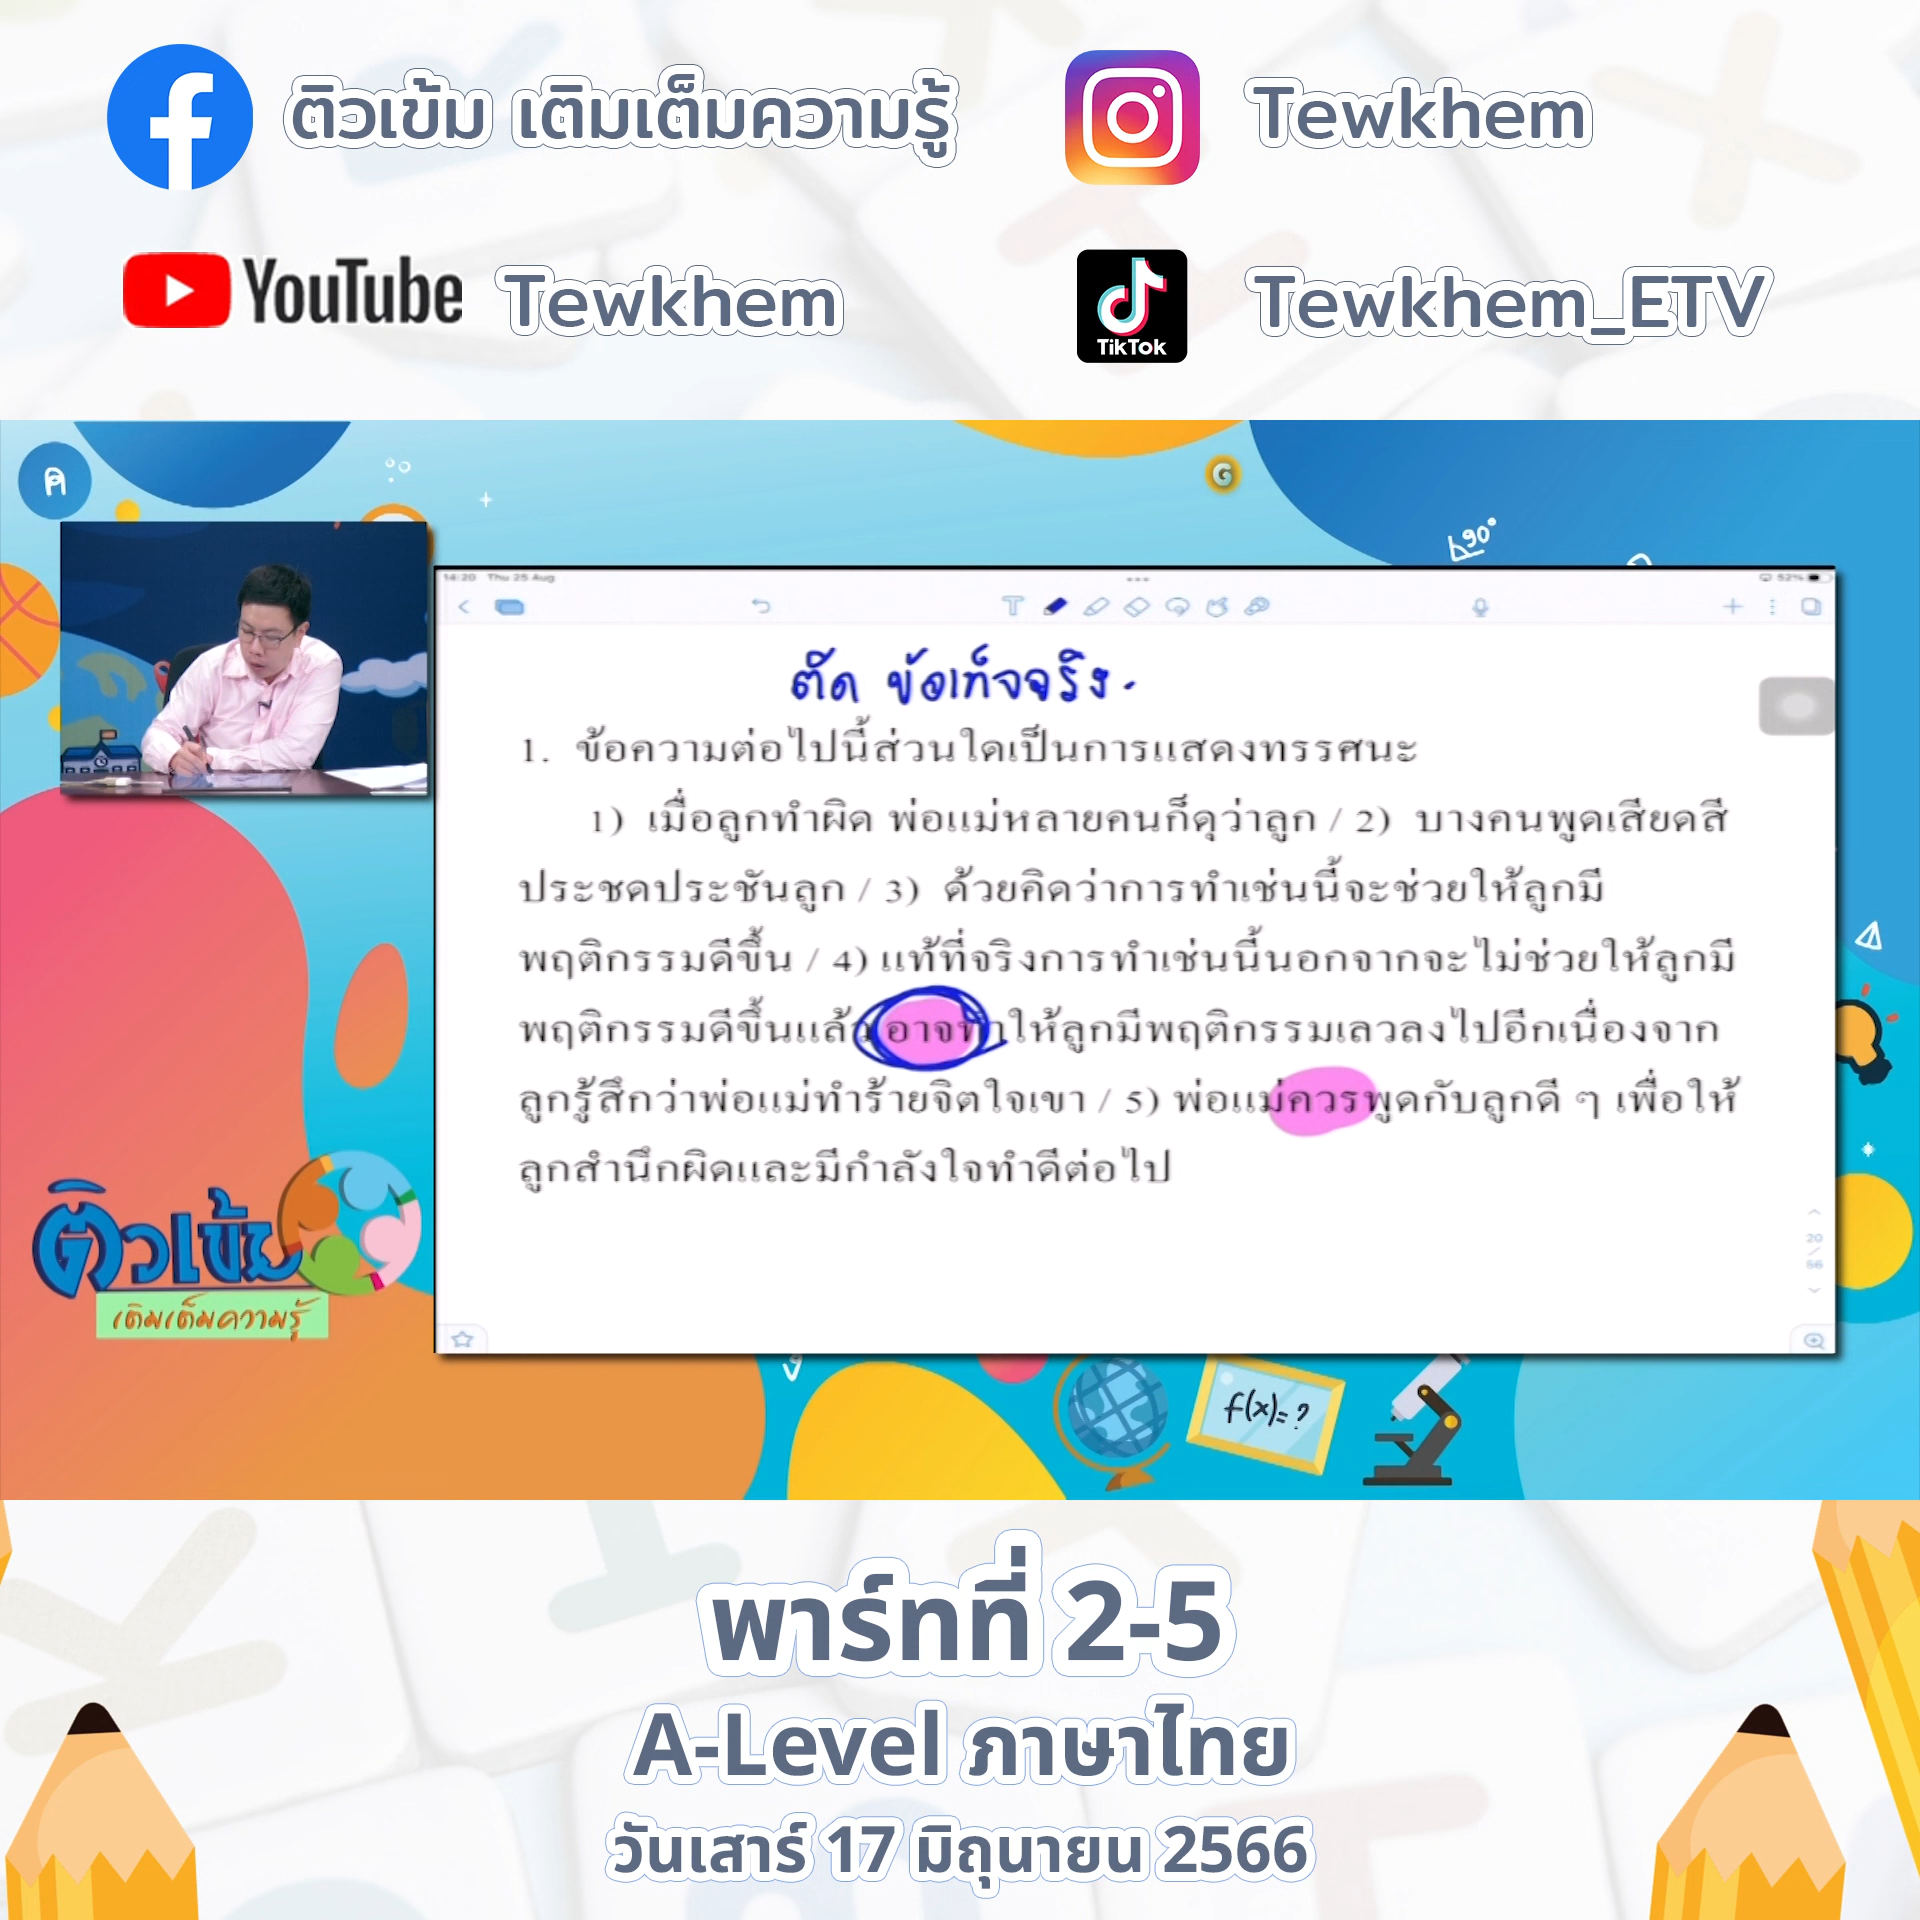 ติวเข้ม เติมเต็มความรู้
Tewkhem
YouTube Tewkhem
TikTok
Tewkhem_ETV
ค
G
90°
14:20 Thu 25 Aug
52%
ตัด ข้อเท็จจริง.
1. ข้อความต่อไปนี้ส่วนใดเป็นการแสดงทรรศนะ
1) เมื่อลูกทำผิด พ่อแม่หลายคนก็ดุว่าลูก / 2) บางคนพูดเสียดสี
ประชดประชันลูก / 3) ด้วยคิดว่าการทำเช่นนี้จะช่วยให้ลูกมี
พฤติกรรมดีขึ้น / 4) แท้ที่จริงการทำเช่นนี้นอกจากจะไม่ช่วยให้ลูกมี
พฤติกรรมดีขึ้นแล้ว อาจทำให้ลูกมีพฤติกรรมเลวลงไปอีกเนื่องจาก
ลูกรู้สึกว่าพ่อแม่ทำร้ายจิตใจเขา / 5) พ่อแม่ควรพูดกับลูกดี ๆ เพื่อให้
ลูกสำนึกผิดและมีกำลังใจทำดีต่อไป
20
/
56
ติวเข้ม
เติมเต็มความรู้
f(x)=?
พาร์ทที่ 2-5
A-Level ภาษาไทย
วันเสาร์ 17 มิถุนายน 2566